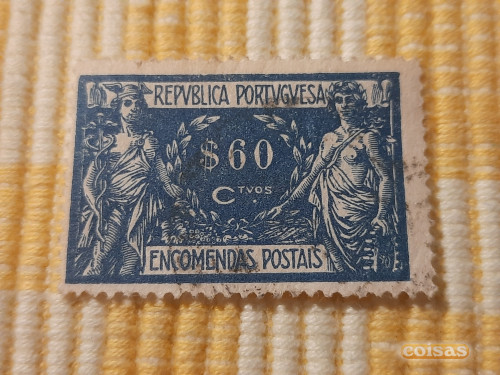 REPVBLICA PORTVGVESA
$60
CTVOS
ENCOMENDAS POSTAIS
coisas